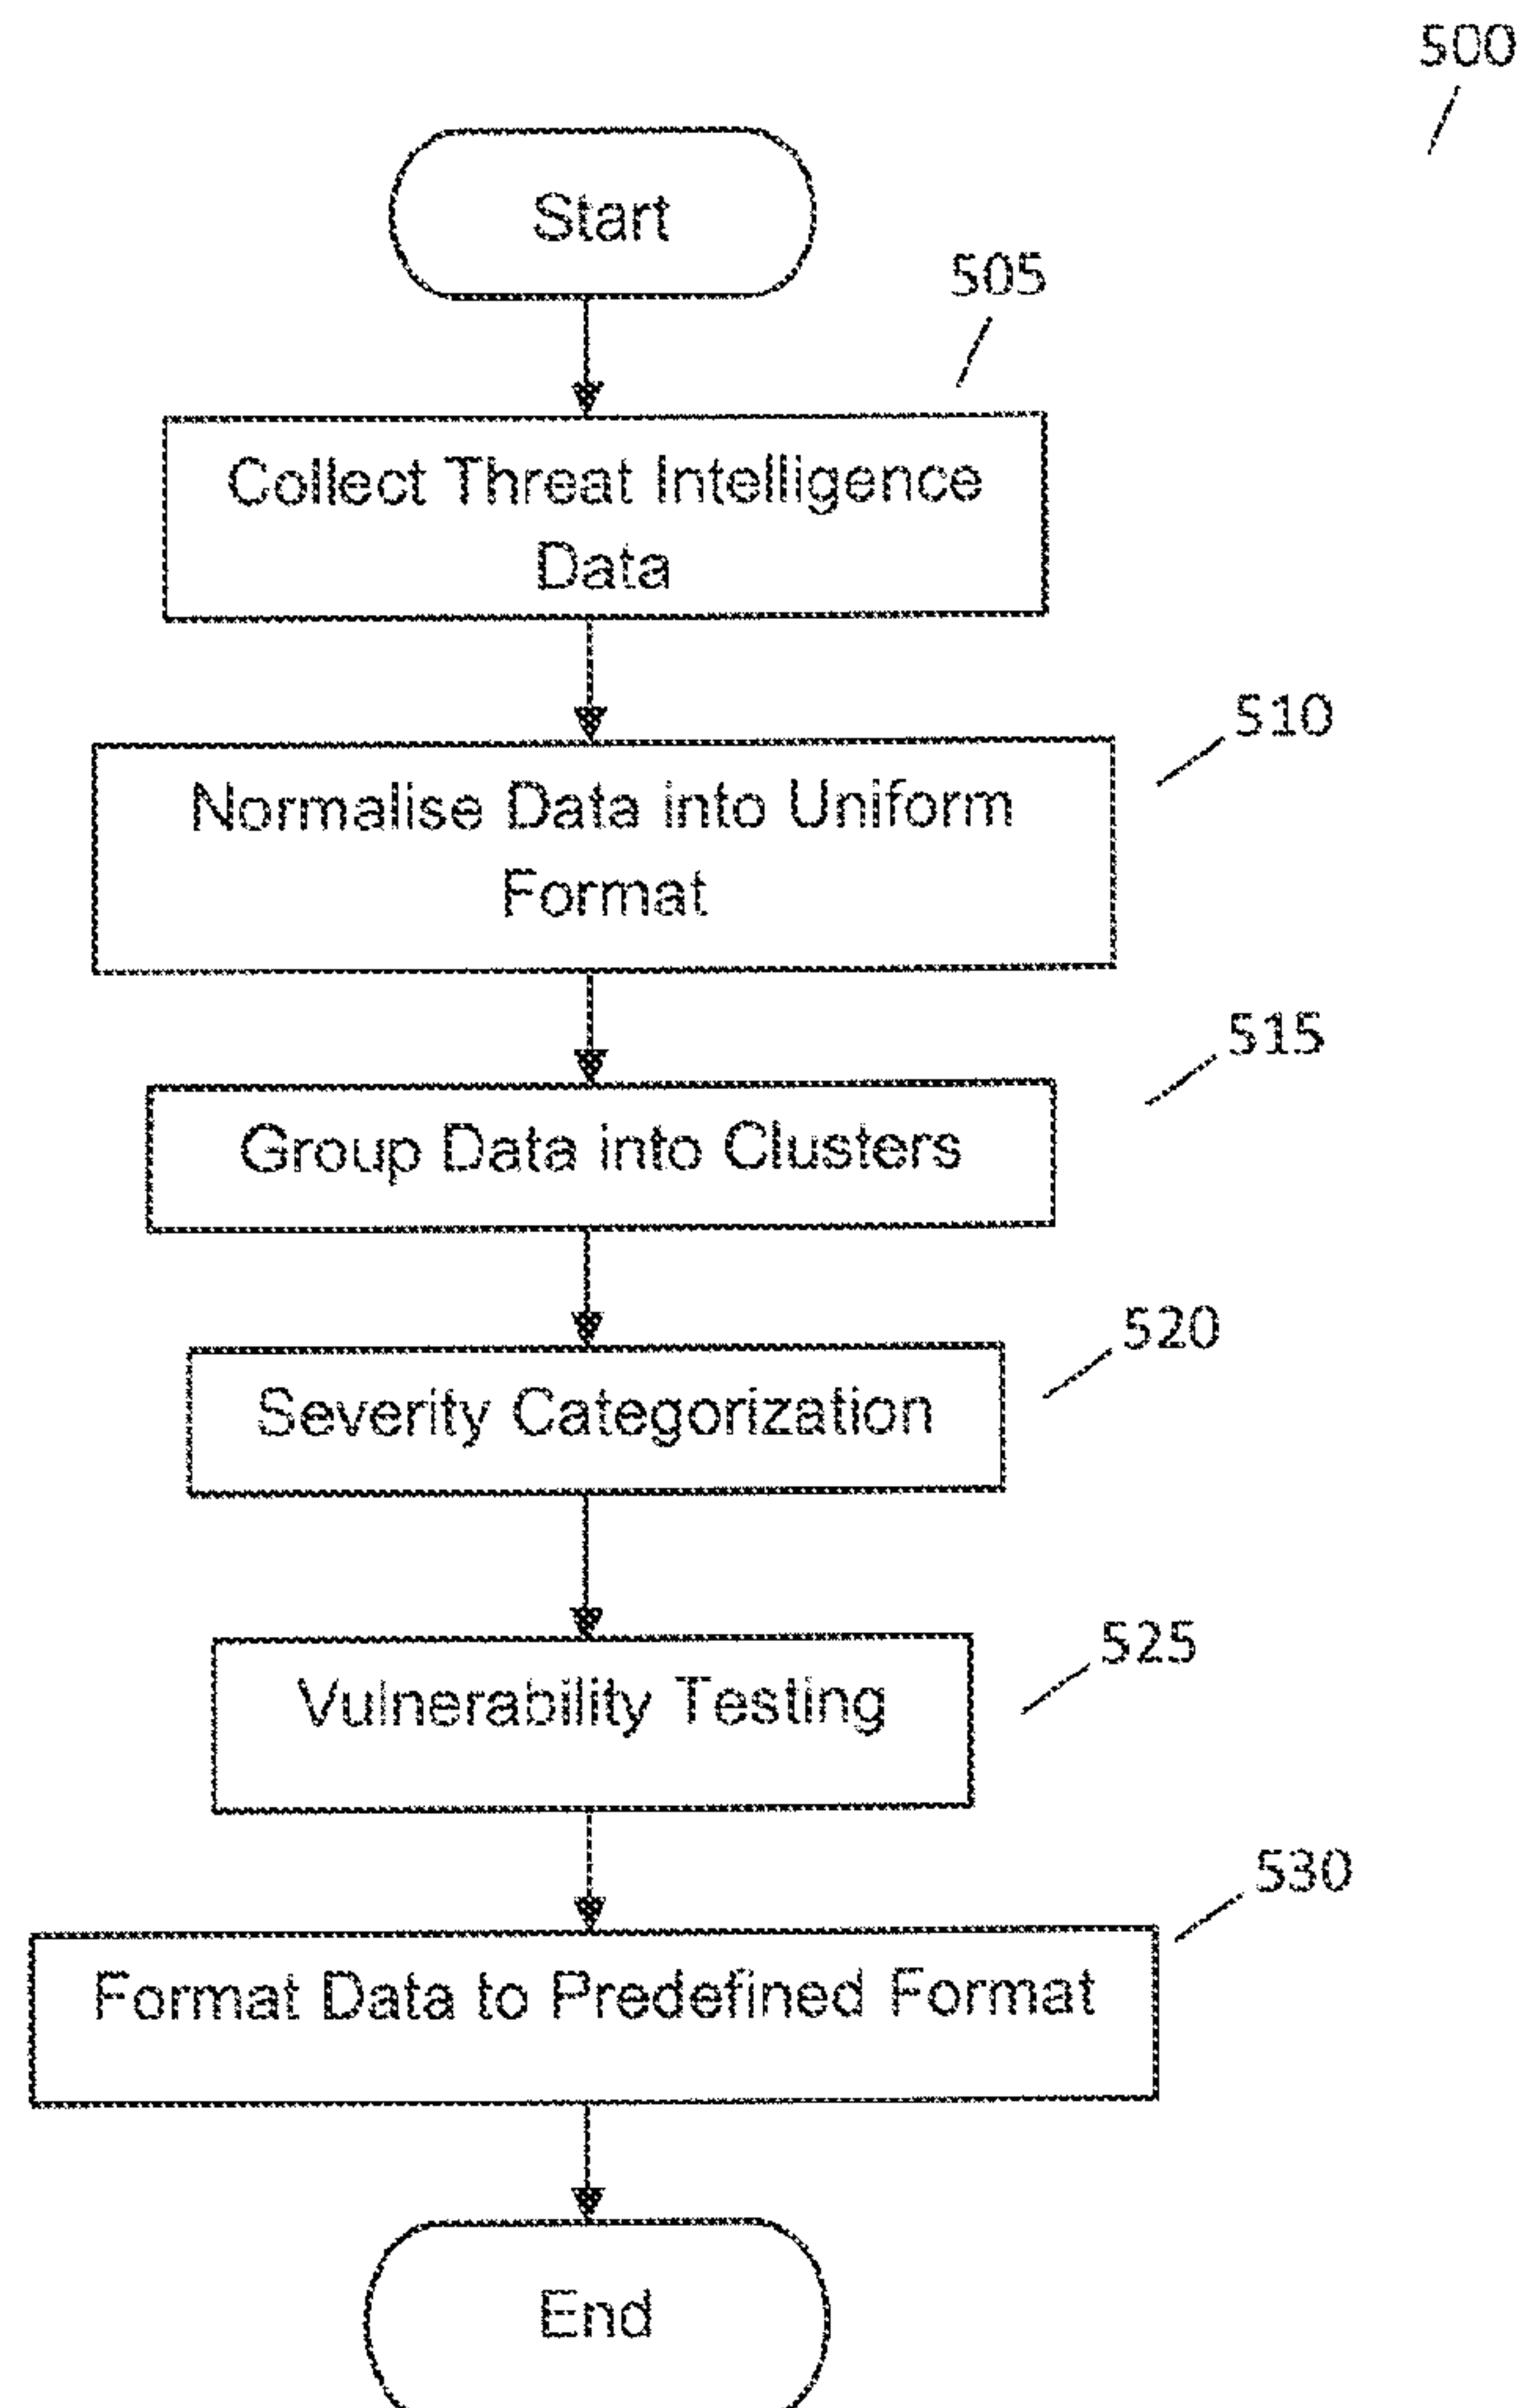 500
Start
505
Collect Threat Intelligence
Data
510
Normalise Data into Uniform
Format
515
Group Data into Clusters
520
Severity Categorization
525
Vulnerability Testing
530
Format Data to Predefined Format
End